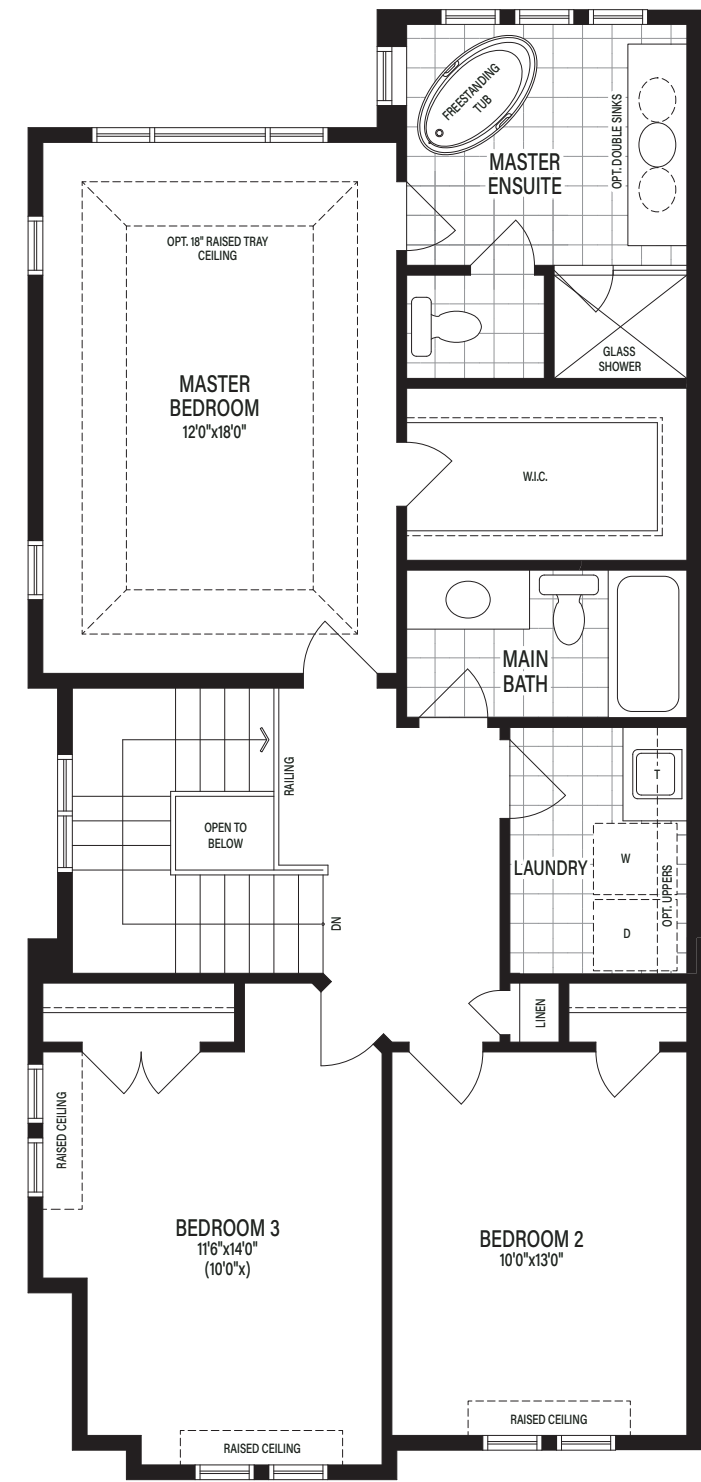 FREESTANDING
TUB
OPT. DOUBLE SINKS
MASTER
ENSUITE
OPT. 18" RAISED TRAY
CEILING
GLASS
SHOWER
MASTER
BEDROOM
12'0"x18'0"
W.I.C.
MAIN
BATH
RAILING
T
OPEN TO
BELOW
LAUNDRY
W
OPT. UPPERS
DN
D
LINEN
RAISED CEILING
BEDROOM 3
11'6"x14'0"
(10'0"x)
BEDROOM 2
10'0"x13'0"
RAISED CEILING
RAISED CEILING